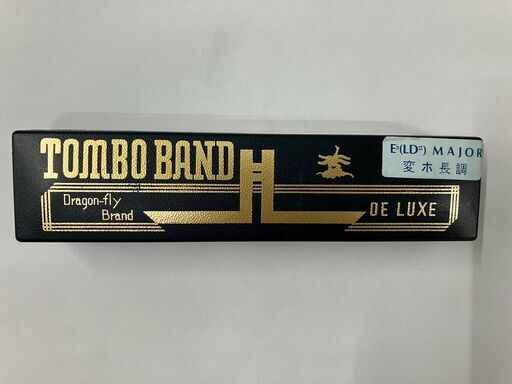 TOMBO BAND
E♭(LD#) MAJOR
変ホ長調
Dragon-fly
Brand
DE LUXE